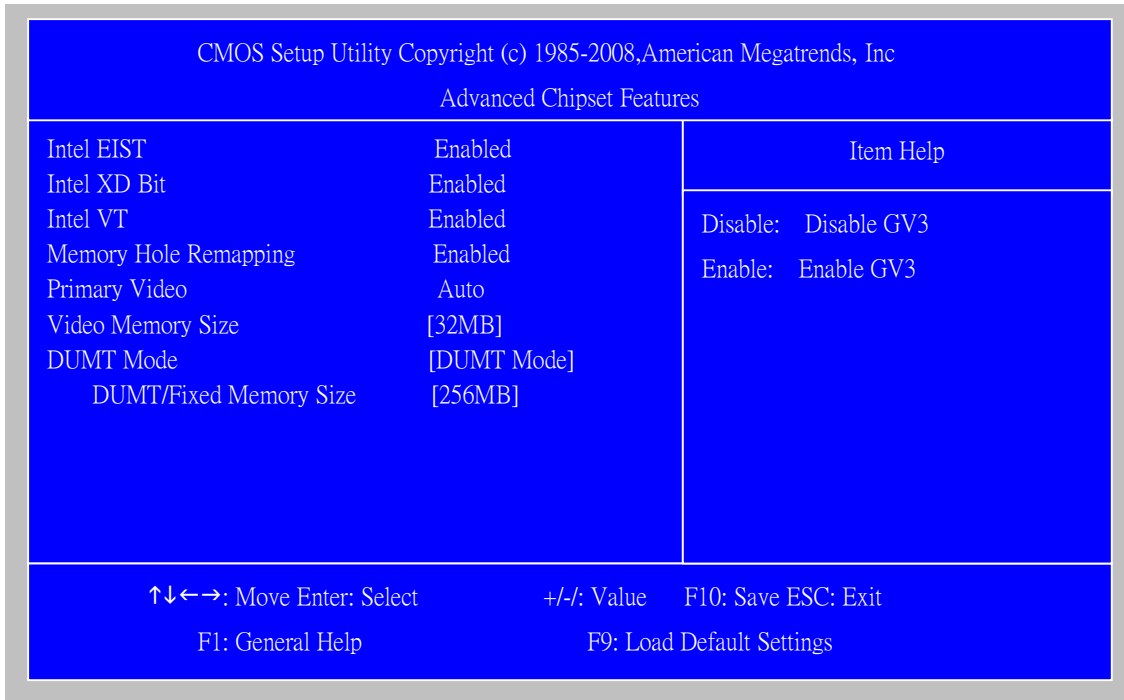 CMOS Setup Utility Copyright (c) 1985-2008,American Megatrends, Inc
Advanced Chipset Features
Intel EIST Enabled
Intel XD Bit Enabled
Intel VT Enabled
Memory Hole Remapping Enabled
Primary Video Auto
Video Memory Size [32MB]
DUMT Mode [DUMT Mode]
DUMT/Fixed Memory Size [256MB]
Item Help
Disable: Disable GV3
Enable: Enable GV3
↑↓←→: Move Enter: Select +/-/: Value F10: Save ESC: Exit
F1: General Help F9: Load Default Settings